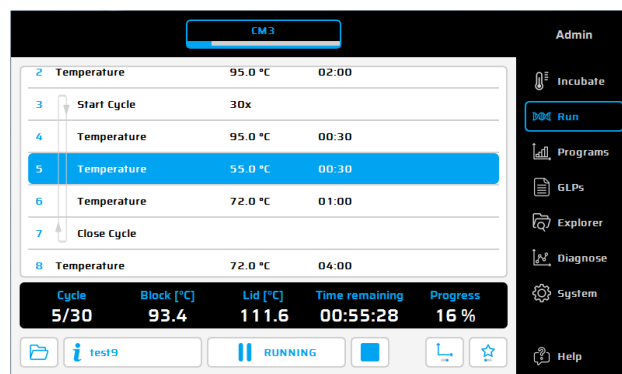 CM3
Admin
2 Temperature 95.0 °C 02:00
3 Start Cycle 30x
4 Temperature 95.0 °C 00:30
5 Temperature 55.0 °C 00:30
6 Temperature 72.0 °C 01:00
7 Close Cycle
8 Temperature 72.0 °C 04:00
Cycle Block [°C] Lid [°C] Time remaining Progress
5/30 93.4 111.6 00:55:28 16 %
i test9 RUNNING
Incubate
Run
Programs
GLPs
Explorer
Diagnose
System
Help